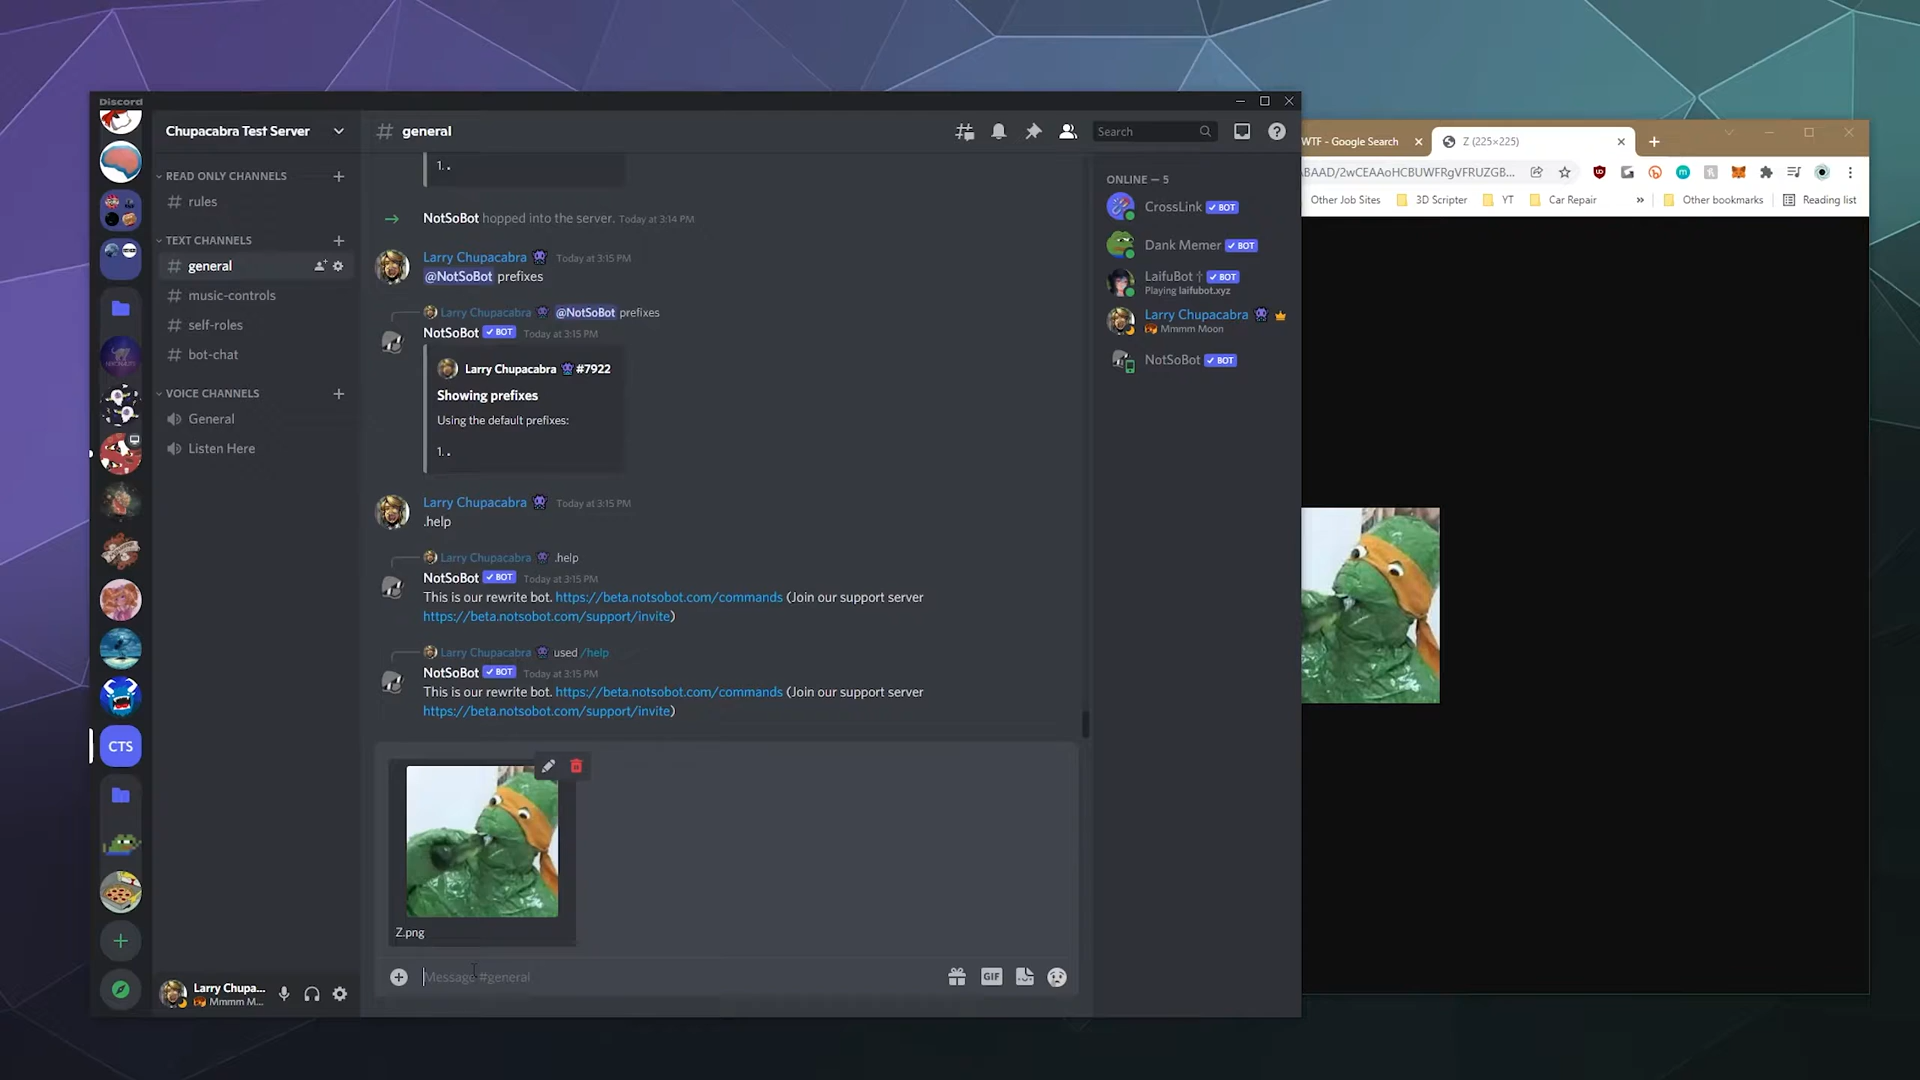 Discord
Chupacabra Test Server
READ ONLY CHANNELS
rules
TEXT CHANNELS
# general
# music-controls
# self-roles
# bot-chat
VOICE CHANNELS
General
Listen Here
CTS
Larry Chupa...
Mmmm M...
# general
Search
1. .
NotSoBot hopped into the server. Today at 3:14 PM
Larry Chupacabra Today at 3:15 PM
@NotSoBot prefixes
Larry Chupacabra @NotSoBot prefixes
NotSoBot ✓ BOT Today at 3:15 PM
Larry Chupacabra #7922
Showing prefixes
Using the default prefixes:
1. .
Larry Chupacabra Today at 3:15 PM
.help
Larry Chupacabra .help
NotSoBot ✓ BOT Today at 3:15 PM
This is our rewrite bot. https://beta.notsobot.com/commands (Join our support server
https://beta.notsobot.com/support/invite)
Larry Chupacabra used /help
NotSoBot ✓ BOT Today at 3:15 PM
This is our rewrite bot. https://beta.notsobot.com/commands (Join our support server
https://beta.notsobot.com/support/invite)
Z.png
Message #general
GIF
ONLINE — 5
CrossLink ✓ BOT
Dank Memer ✓ BOT
LaifuBot † ✓ BOT
Playing laifubot.xyz
Larry Chupacabra
Mmmm Moon
NotSoBot ✓ BOT
WTF - Google Search
Z (225×225)
BAAD/2wCEAAoHCBUWFRgVFRUZGB...
Other Job Sites
3D Scripter
YT
Car Repair
»
Other bookmarks
Reading list